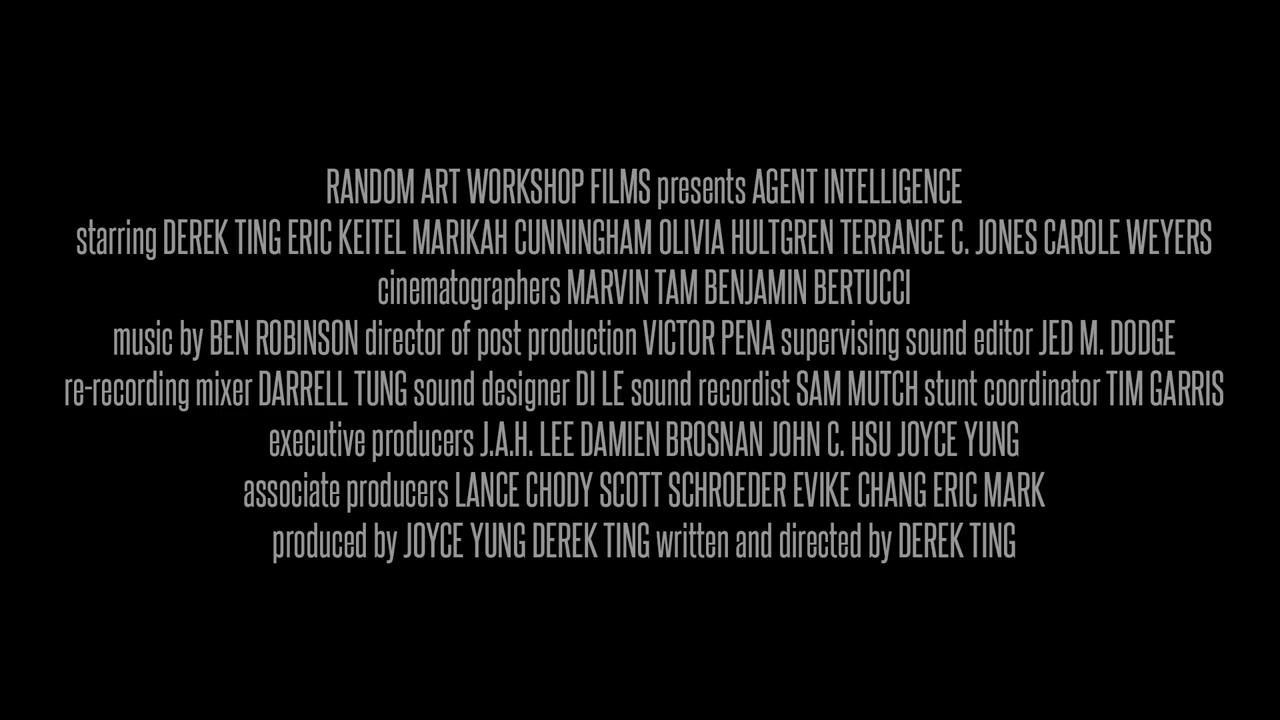 RANDOM ART WORKSHOP FILMS presents AGENT INTELLIGENCE
starring DEREK TING ERIC KEITEL MARIKAH CUNNINGHAM OLIVIA HULTGREN TERRANCE C. JONES CAROLE WEYERS
cinematographers MARVIN TAM BENJAMIN BERTUCCI
music by BEN ROBINSON director of post production VICTOR PENA supervising sound editor JED M. DODGE
re-recording mixer DARRELL TUNG sound designer DI LE sound recordist SAM MUTCH stunt coordinator TIM GARRIS
executive producers J.A.H. LEE DAMIEN BROSNAN JOHN C. HSU JOYCE YUNG
associate producers LANCE CHODY SCOTT SCHROEDER EVIKE CHANG ERIC MARK
produced by JOYCE YUNG DEREK TING written and directed by DEREK TING